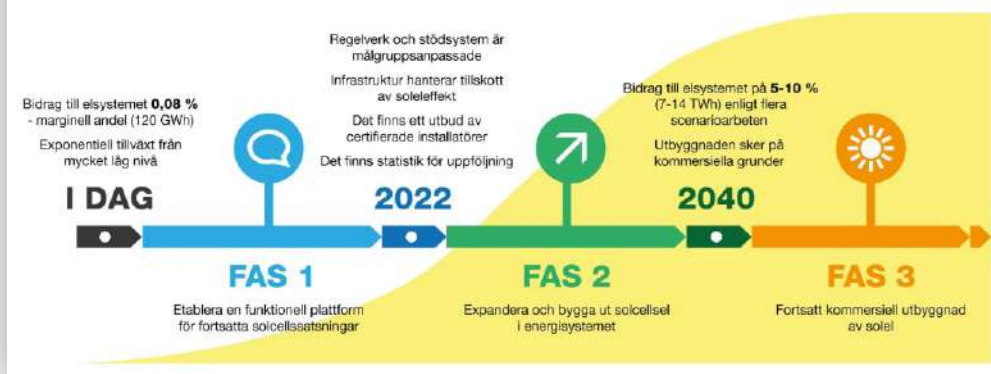 Bidrag till elsystemet 0,08 %
- marginell andel (120 GWh)
Exponentiell tillväxt från
mycket låg nivå
I DAG
Regelverk och stödsystem är
målgruppsanpassade
Infrastruktur hanterar tillskott
av soleleffekt
Det finns ett utbud av
certifierade installatörer
Det finns statistik för uppföljning
2022
Bidrag till elsystemet på 5-10 %
(7-14 TWh) enligt flera
scenarioarbeten
Utbyggnaden sker på
kommersiella grunder
2040
FAS 1
Etablera en funktionell plattform
för fortsatta solcellssatsningar
FAS 2
Expandera och bygga ut solcellsel
i energisystemet
FAS 3
Fortsatt kommersiell utbyggnad
av solel